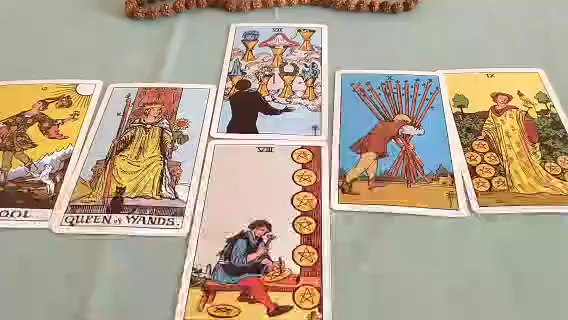 VII
X
IX
OOL.
QUEEN of WANDS.
VIII